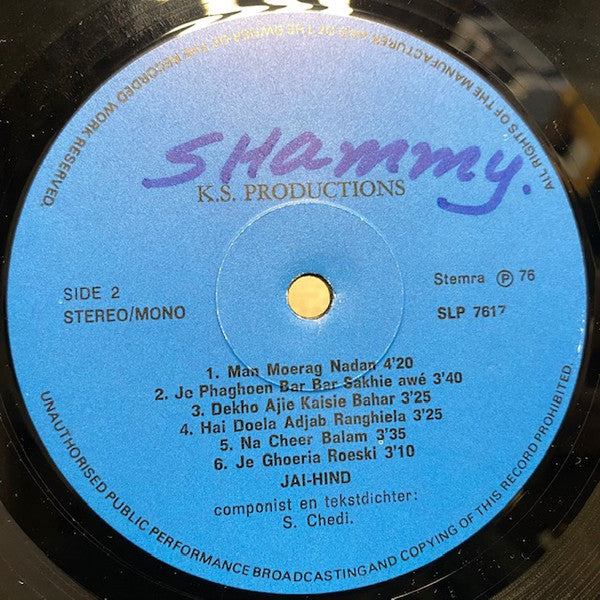 ALL RIGHTS OF THE MANUFACTURER AND OF THE OWNER OF THE RECORDED WORK RESERVED.
SHammy.
K.S. PRODUCTIONS
SIDE 2
STEREO/MONO
Stemra Ⓟ 76
SLP 7617
1. Man Moerag Nadan 4'20
2. Je Phaghoen Bar Bar Sakhie awé 3'40
3. Dekho Ajie Kaisie Bahar 3'25
4. Hai Doela Adjab Ranghiela 3'25
5. Na Cheer Balam 3'35
6. Je Ghoeria Roeski 3'10
JAI-HIND
componist en tekstdichter:
S. Chedi.
UNAUTHORISED PUBLIC PERFORMANCE BROADCASTING AND COPYING OF THIS RECORD PROHIBITED.